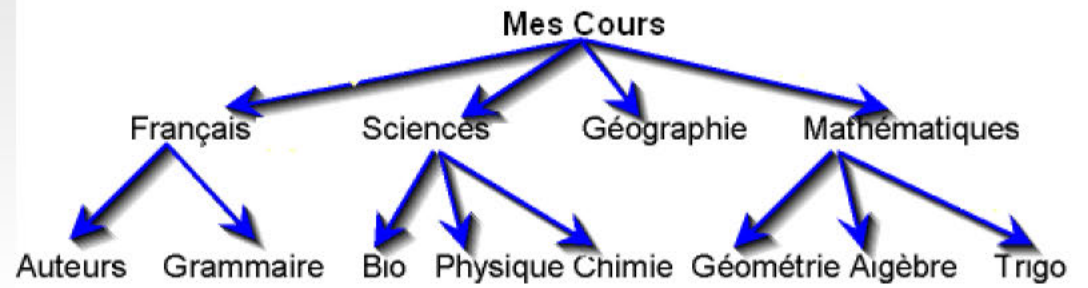 Mes Cours
Français Sciences Géographie Mathématiques
Auteurs Grammaire Bio Physique Chimie Géométrie Algèbre Trigo